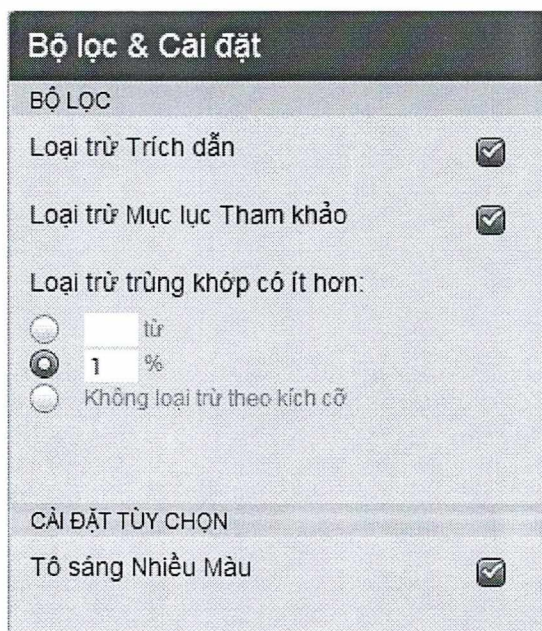 Bộ lọc & Cài đặt
BỘ LỌC
Loại trừ Trích dẫn
Loại trừ Mục lục Tham khảo
Loại trừ trùng khớp có ít hơn:
từ
1 %
Không loại trừ theo kích cỡ
CÀI ĐẶT TÙY CHỌN
Tô sáng Nhiều Màu